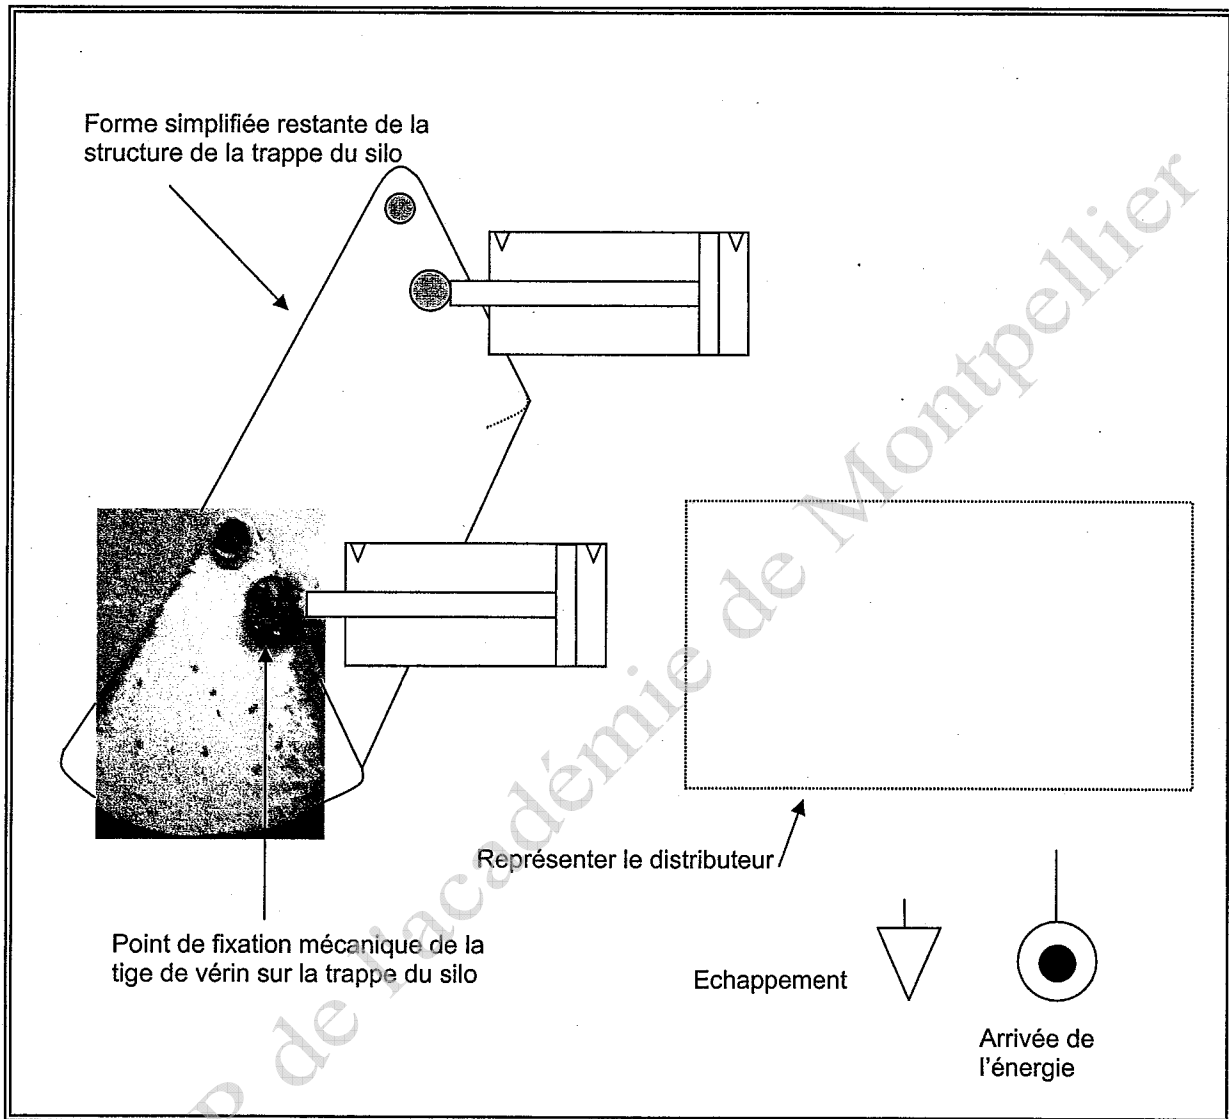 Forme simplifiée restante de la
structure de la trappe du silo
Représenter le distributeur
Point de fixation mécanique de la
tige de vérin sur la trappe du silo
Echappement
Arrivée de
l'énergie
P de l'académie de Montpellier